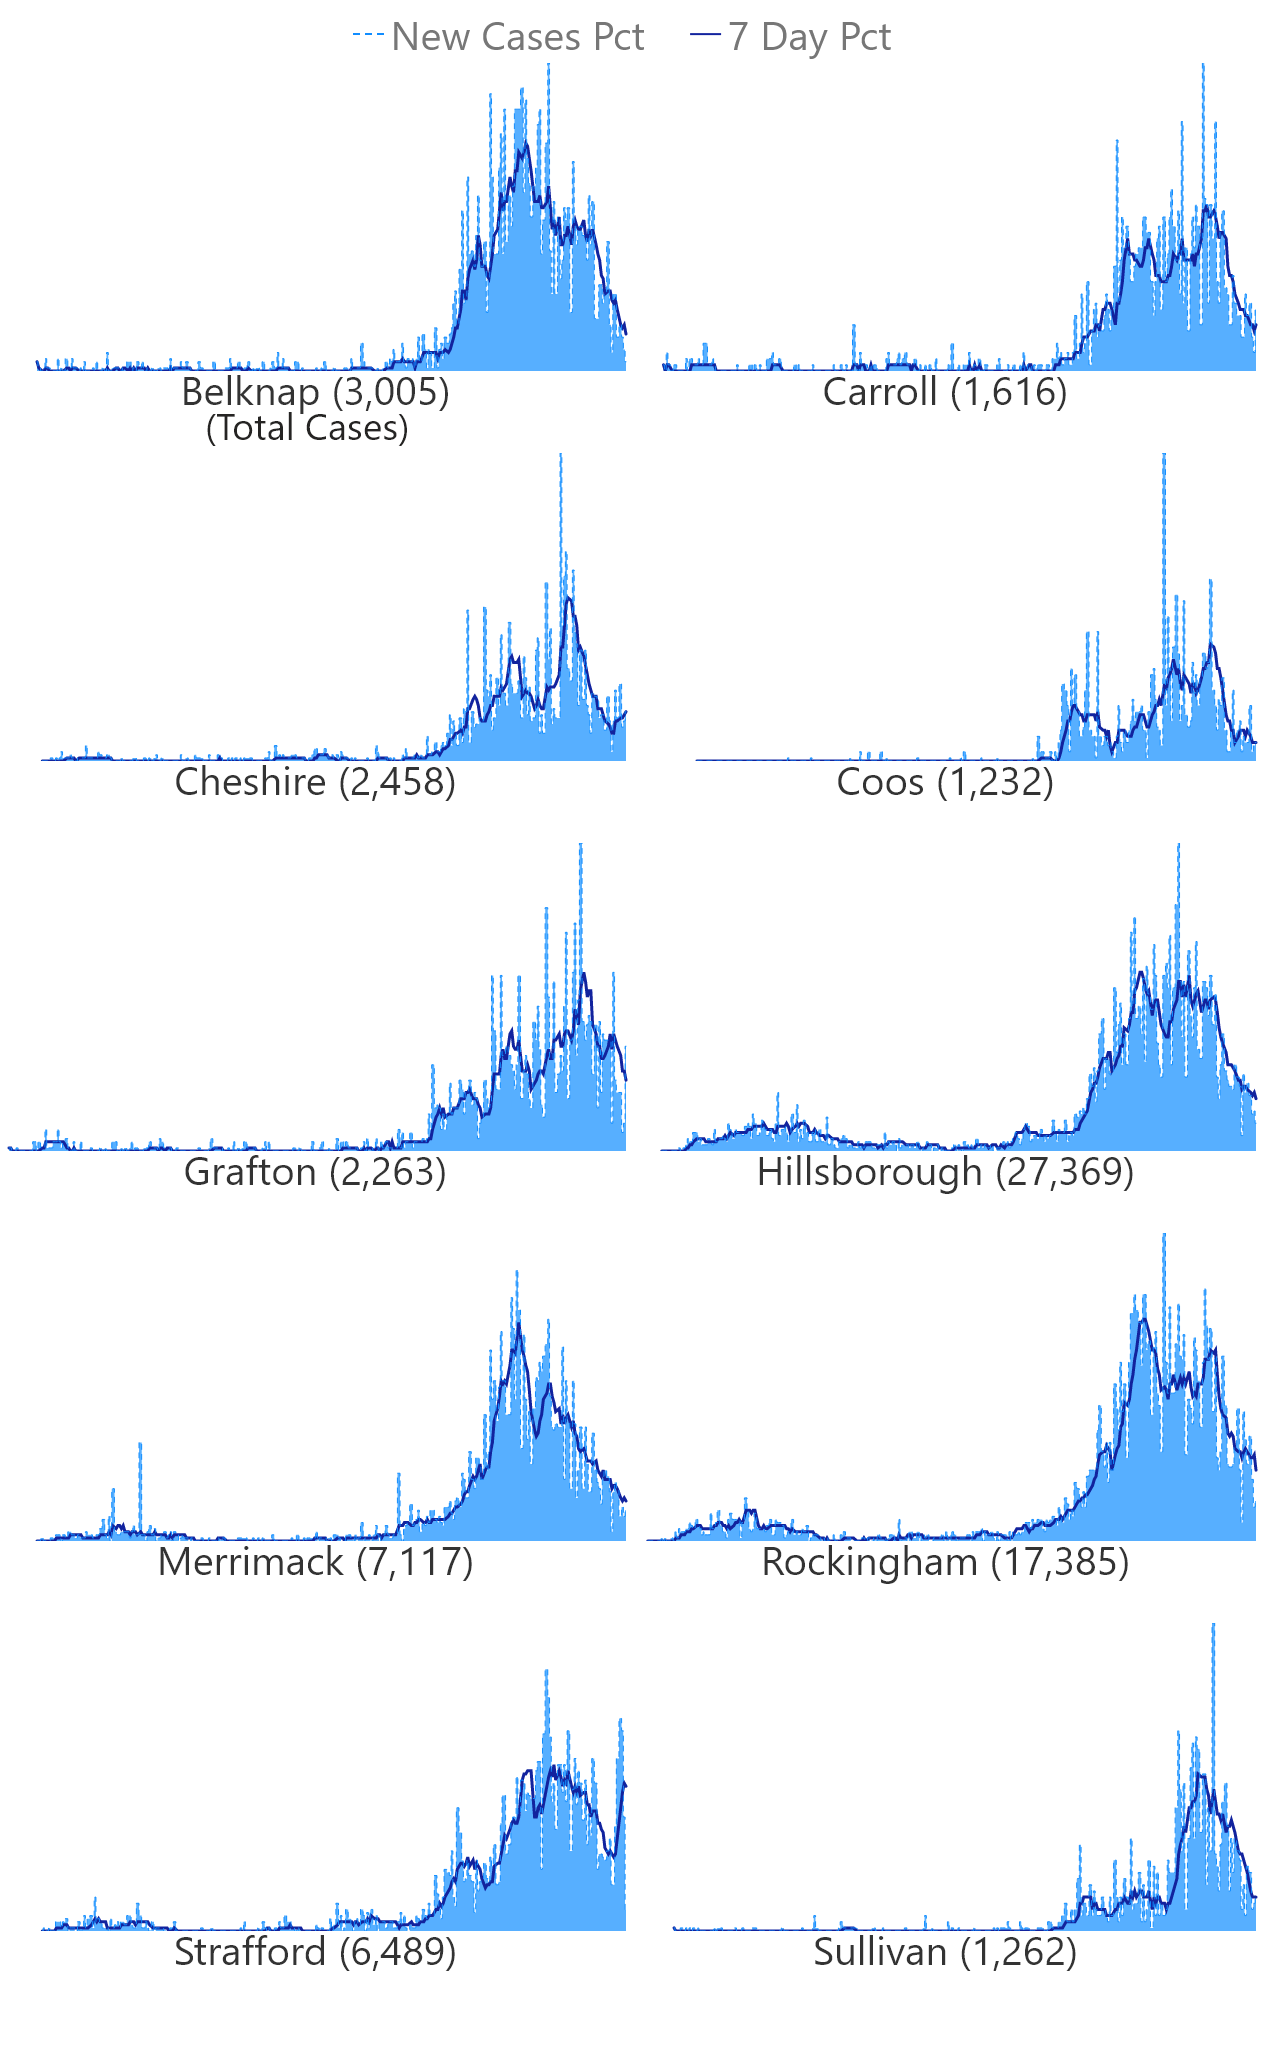 New Cases Pct 7 Day Pct
Belknap (3,005) Carroll (1,616)
(Total Cases)
Cheshire (2,458) Coos (1,232)
Grafton (2,263) Hillsborough (27,369)
Merrimack (7,117) Rockingham (17,385)
Strafford (6,489) Sullivan (1,262)